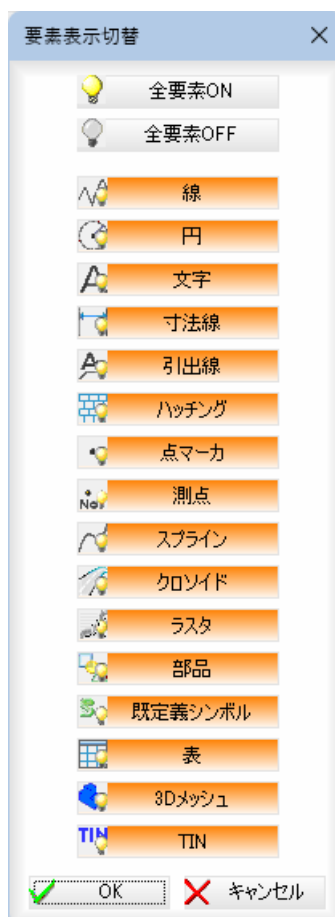 要素表示切替
全要素ON
全要素OFF
線
円
文字
寸法線
引出線
ハッチング
点マーカ
測点
スプライン
クロソイド
ラスタ
部品
既定義シンボル
表
3Dメッシュ
TIN
OK キャンセル